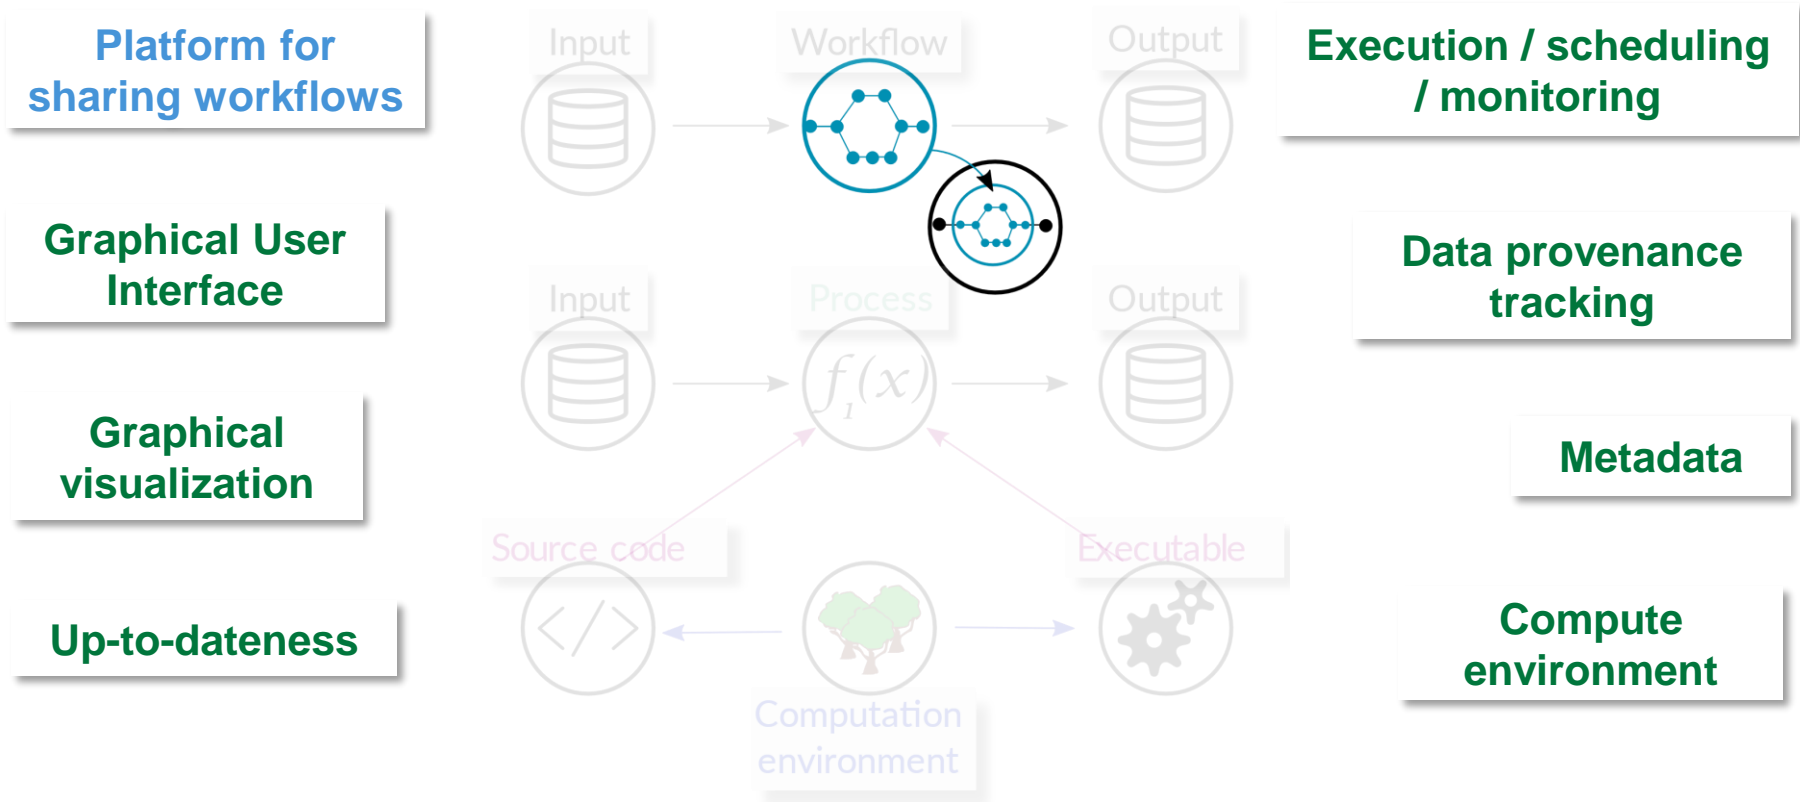 Platform for
sharing workflows
Graphical User
Interface
Graphical
visualization
Up-to-dateness
Input
Workflow
Output
Input
Process
Output
f₁(x)
Source code
Executable
</>
Computation
environment
Execution / scheduling
/ monitoring
Data provenance
tracking
Metadata
Compute
environment